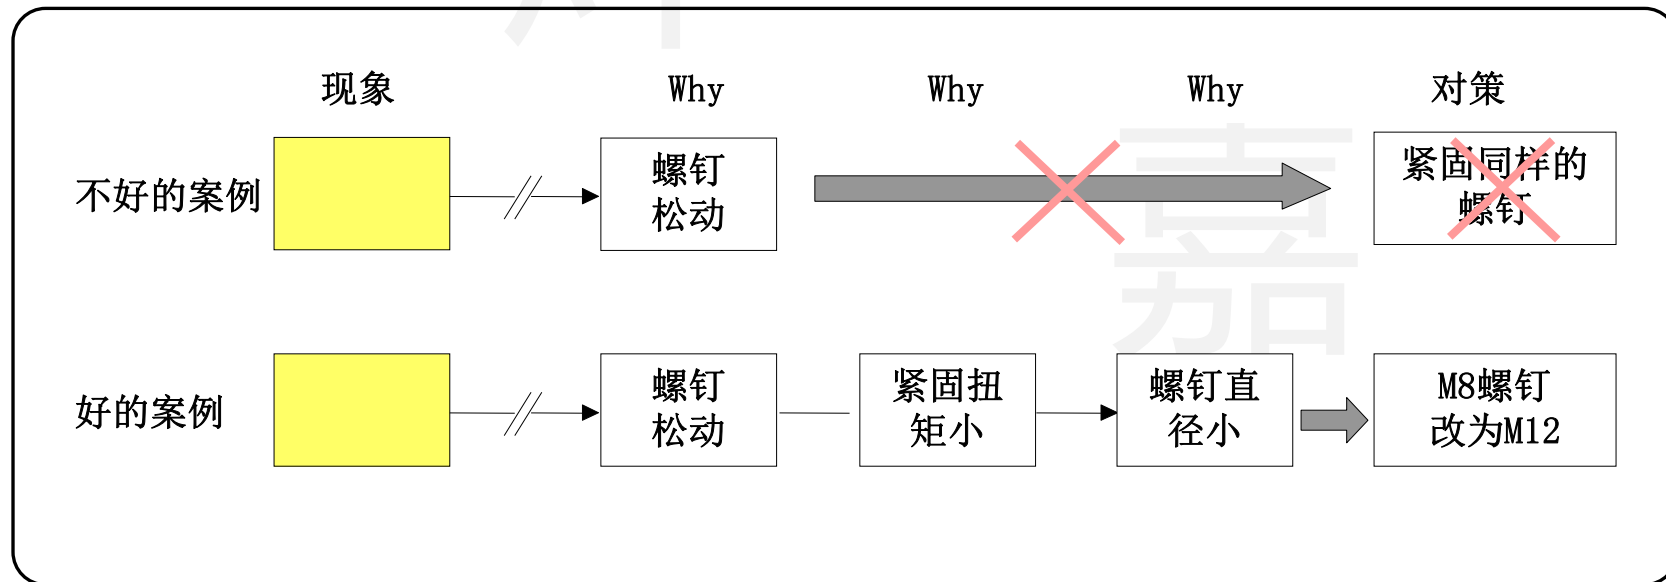 现象 Why Why Why 对策
不好的案例
螺钉
松动
紧固同样的
螺钉
好的案例
螺钉
松动
紧固扭
矩小
螺钉直
径小
M8螺钉
改为M12
嘉